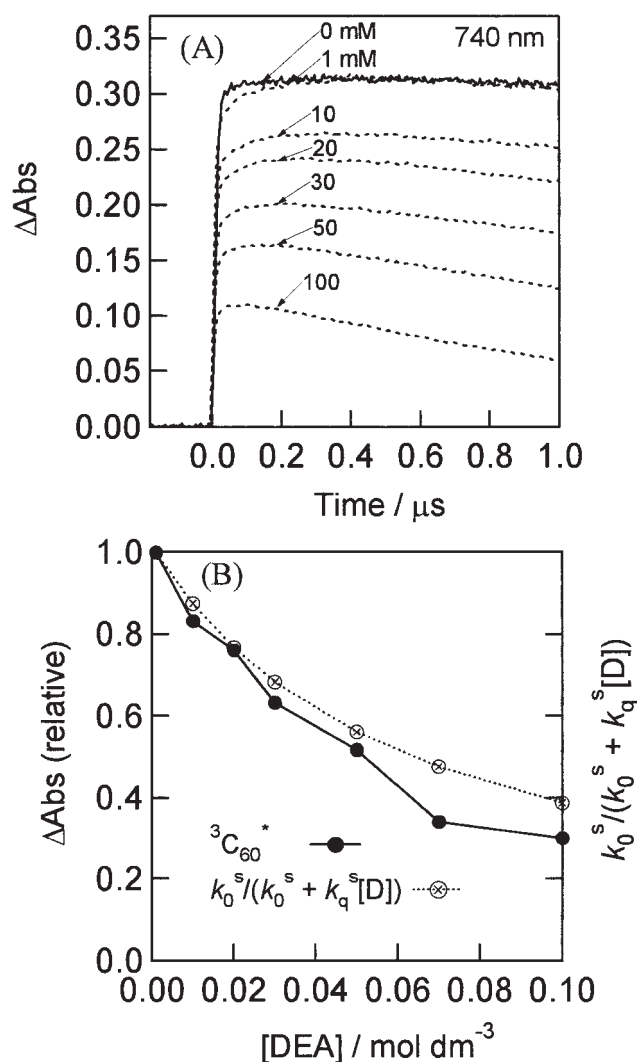 0.35
0.30
0.25
0.20
0.15
0.10
0.05
0.00
ΔAbs
(A)
0 mM
1 mM
740 nm
10
20
30
50
100
0.0 0.2 0.4 0.6 0.8 1.0
Time / μs
1.0
0.8
0.6
0.4
0.2
0.0
ΔAbs (relative)
(B)
³C₆₀*
k₀ˢ/(k₀ˢ + k_qˢ[D])
k₀ˢ/(k₀ˢ + k_qˢ[D])
0.00 0.02 0.04 0.06 0.08 0.10
[DEA] / mol dm⁻³